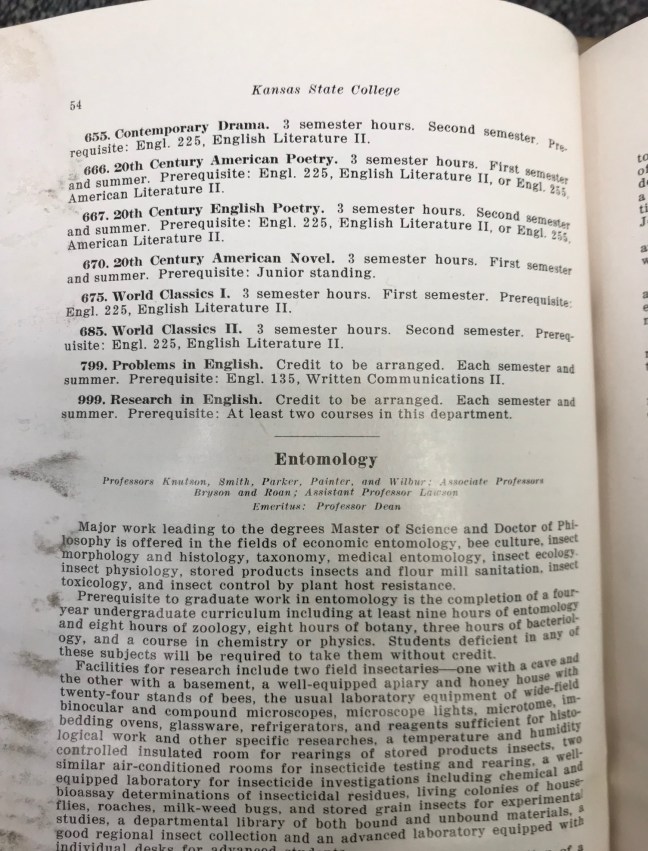 Kansas State College
54
655. Contemporary Drama. 3 semester hours. Second semester. Pre-
requisite: Engl. 225, English Literature II.
666. 20th Century American Poetry. 3 semester hours. First semester
and summer. Prerequisite: Engl. 225, English Literature II, or Engl. 255,
American Literature II.
667. 20th Century English Poetry. 3 semester hours. Second semester
and summer. Prerequisite: Engl. 225, English Literature II, or Engl. 255,
American Literature II.
670. 20th Century American Novel. 3 semester hours. First semester
and summer. Prerequisite: Junior standing.
675. World Classics I. 3 semester hours. First semester. Prerequisite:
Engl. 225, English Literature II.
685. World Classics II. 3 semester hours. Second semester. Prereq-
uisite: Engl. 225, English Literature II.
799. Problems in English. Credit to be arranged. Each semester and
summer. Prerequisite: Engl. 135, Written Communications II.
999. Research in English. Credit to be arranged. Each semester and
summer. Prerequisite: At least two courses in this department.
Entomology
Professors Knutson, Smith, Parker, Painter, and Wilbur; Associate Professors
Bryson and Roan; Assistant Professor Lawson
Emeritus: Professor Dean
Major work leading to the degrees Master of Science and Doctor of Phi-
losophy is offered in the fields of economic entomology, bee culture, insect
morphology and histology, taxonomy, medical entomology, insect ecology.
insect physiology, stored products insects and flour mill sanitation, insect
toxicology, and insect control by plant host resistance.
Prerequisite to graduate work in entomology is the completion of a four-
year undergraduate curriculum including at least nine hours of entomology
and eight hours of zoology, eight hours of botany, three hours of bacteriol-
ogy, and a course in chemistry or physics. Students deficient in any of
these subjects will be required to take them without credit.
Facilities for research include two field insectaries—one with a cave and
the other with a basement, a well-equipped apiary and honey house with
twenty-four stands of bees, the usual laboratory equipment of wide-field
binocular and compound microscopes, microscope lights, microtome, im-
bedding ovens, glassware, refrigerators, and reagents sufficient for histo-
logical work and other specific researches, a temperature and humidity
controlled insulated room for rearings of stored products insects, two
similar air-conditioned rooms for insecticide testing and rearing, a well-
equipped laboratory for insecticide investigations including chemical and
bioassay determinations of insecticidal residues, living colonies of house-
flies, roaches, milk-weed bugs, and stored grain insects for experimental
studies, a departmental library of both bound and unbound materials, a
good regional insect collection and an advanced laboratory equipped with
individual desks for advanced students.